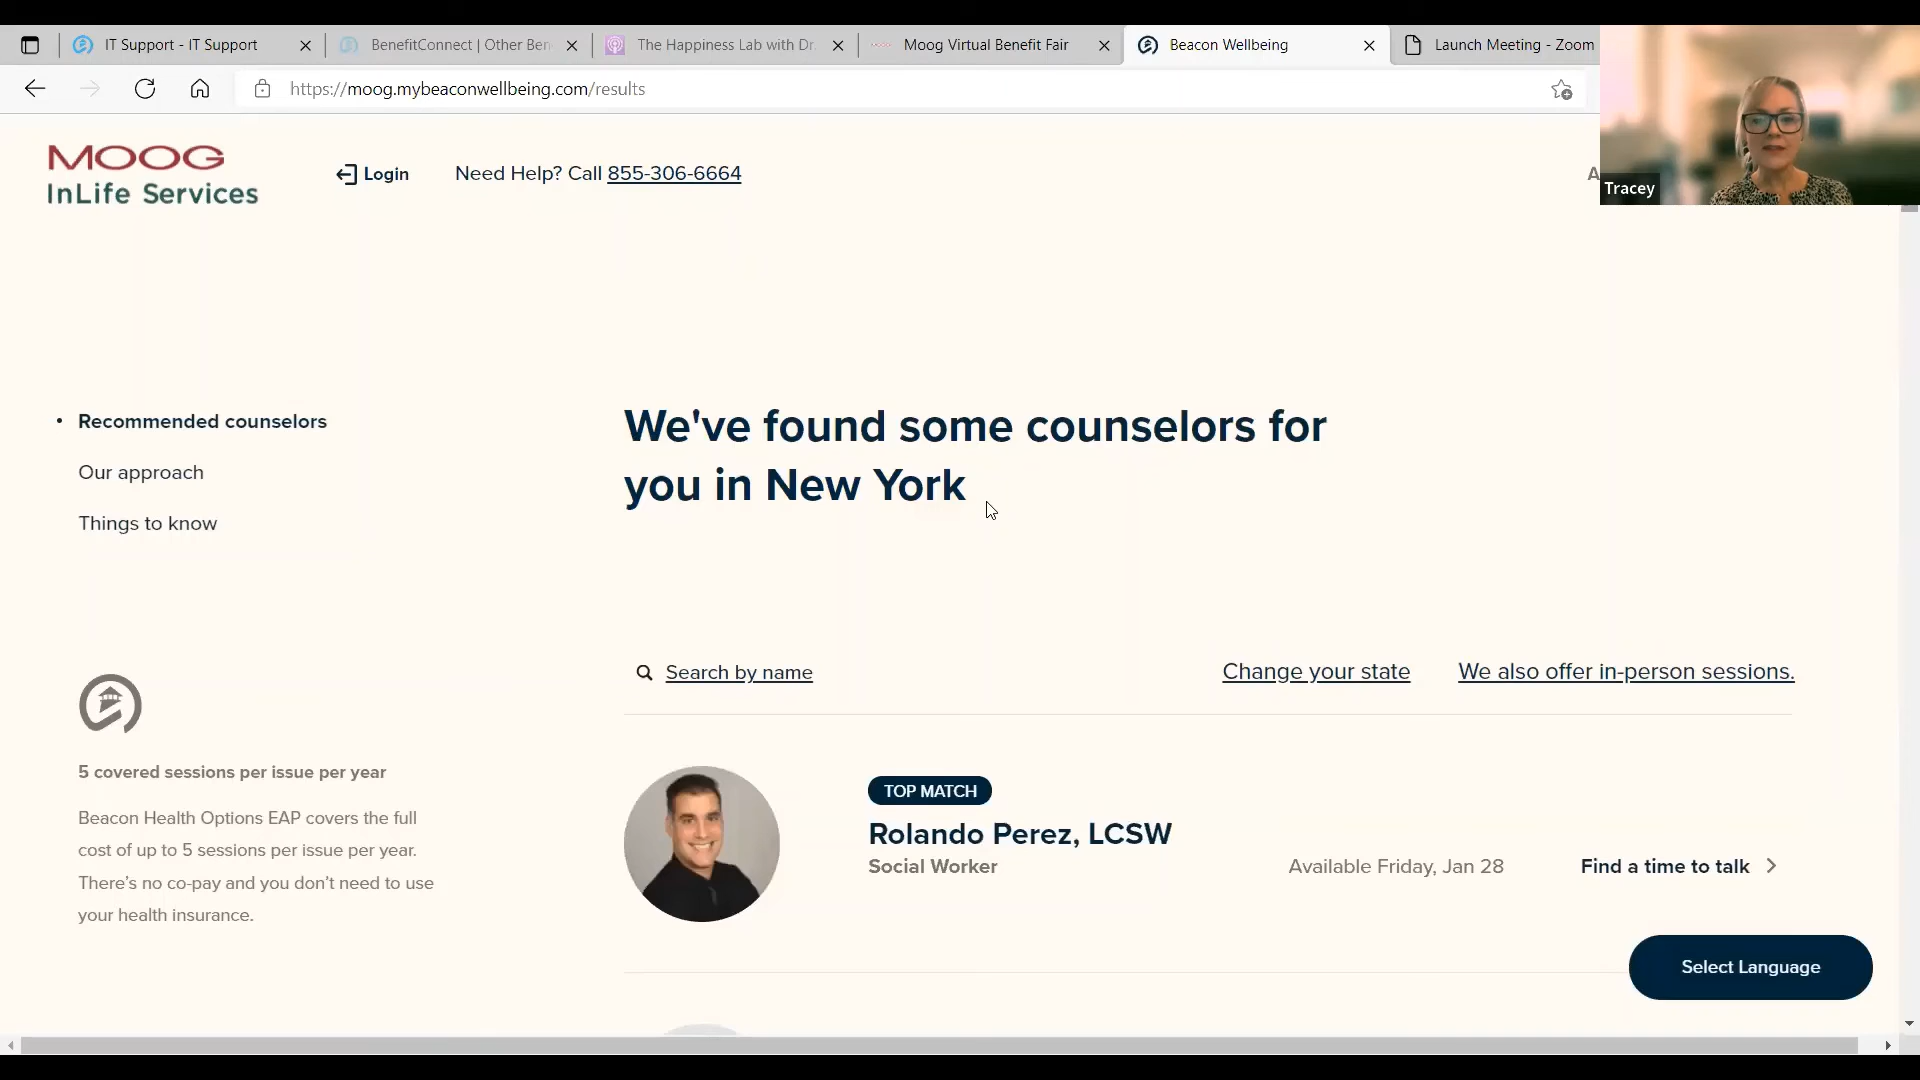 IT Support - IT Support
BenefitConnect | Other Ben
The Happiness Lab with Dr.
Moog Virtual Benefit Fair
Beacon Wellbeing
Launch Meeting - Zoom
https://moog.mybeaconwellbeing.com/results
MOOG
InLife Services
Login
Need Help? Call 855-306-6664
A
Tracey
Recommended counselors
Our approach
Things to know
We've found some counselors for
you in New York
Search by name
Change your state
We also offer in-person sessions.
5 covered sessions per issue per year
Beacon Health Options EAP covers the full
cost of up to 5 sessions per issue per year.
There's no co-pay and you don't need to use
your health insurance.
TOP MATCH
Rolando Perez, LCSW
Social Worker
Available Friday, Jan 28
Find a time to talk
Select Language